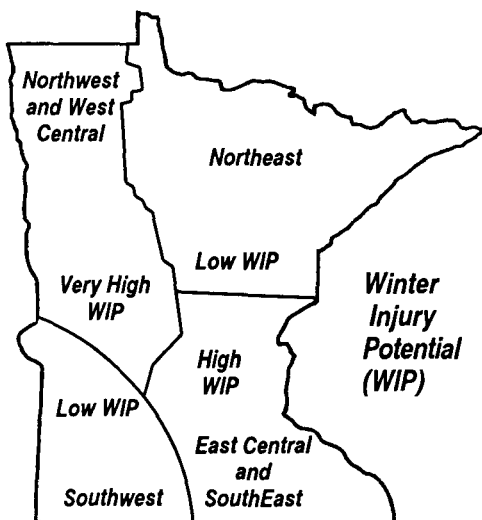 Northwest
and West
Central
Northeast
Low WIP
Very High
WIP
Winter
Injury
Potential
(WIP)
High
WIP
Low WIP
East Central
and
SouthEast
Southwest